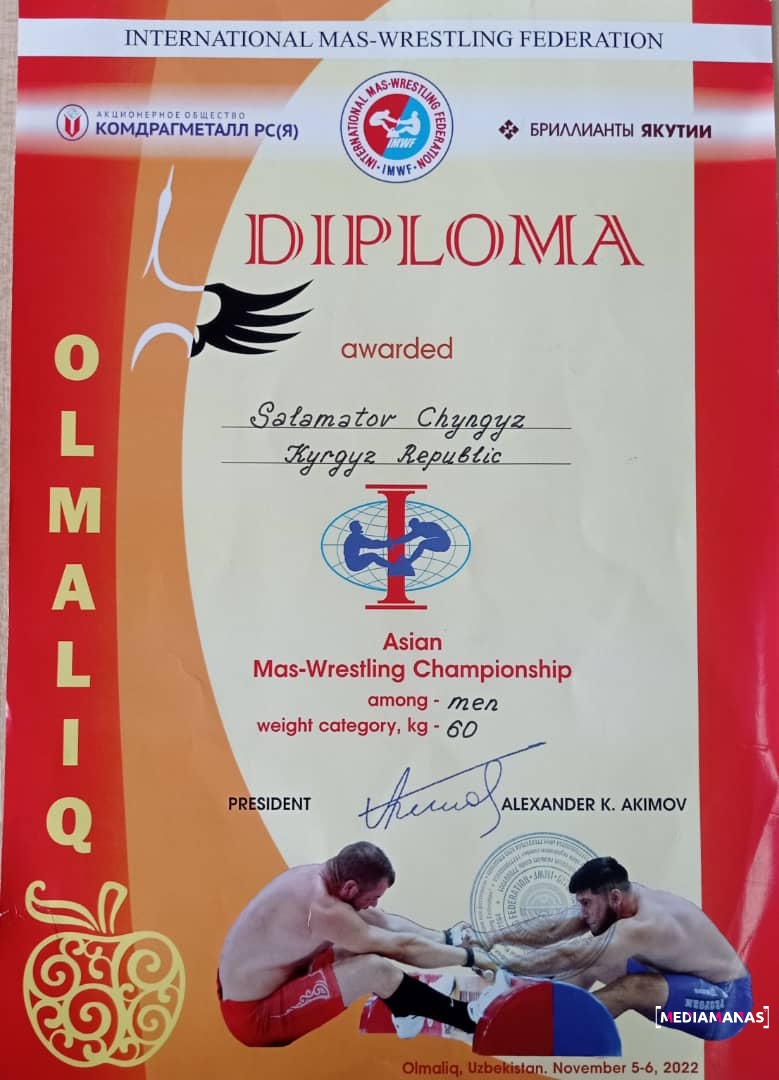 INTERNATIONAL MAS-WRESTLING FEDERATION
АКЦИОНЕРНОЕ ОБЩЕСТВО
КОМДРАГМЕТАЛЛ РС(Я)
INTERNATIONAL MAS-WRESTLING FEDERATION
IMWF
• IMWF •
БРИЛЛИАНТЫ ЯКУТИИ
DIPLOMA
awarded
Salamatov Chyngyz
Kyrgyz Republic
OLMALIQ
I
Asian
Mas-Wrestling Championship
among - men
weight category, kg - 60
PRESIDENT
ALEXANDER K. AKIMOV
[MEDIAMANAS]
Olmaliq, Uzbekistan. November 5-6, 2022